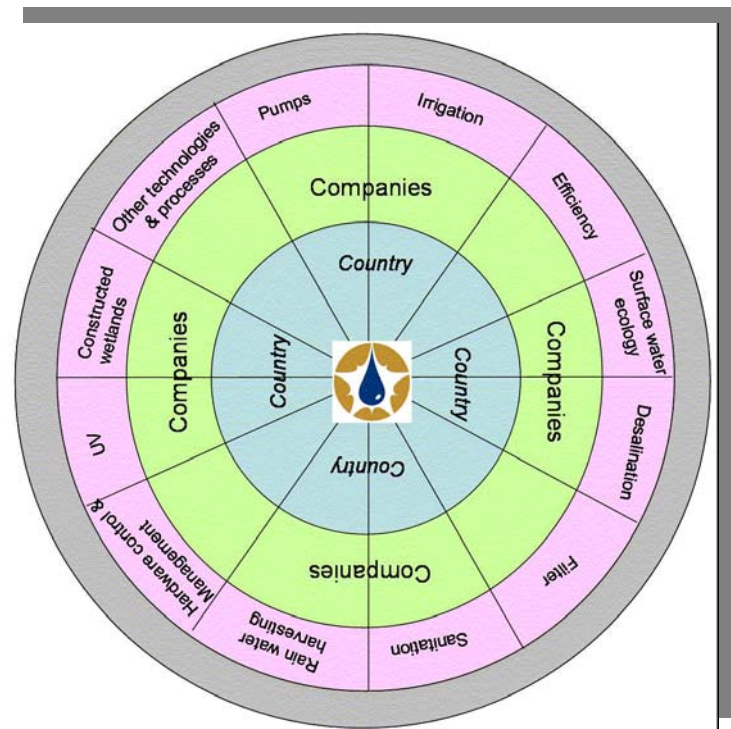 Pumps
Irrigation
Efficiency
Surface water
ecology
Desalination
Filter
Sanitation
Rain water
harvesting
Hardware control &
Management
UV
Constructed
wetlands
Other technologies
& processes
Companies
Companies
Companies
Companies
Country
Country
Country
Country